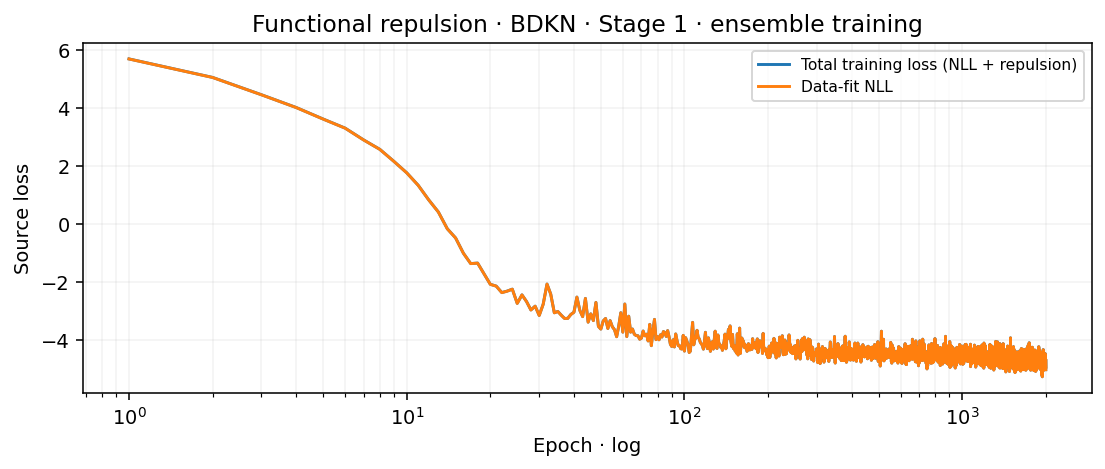 Functional repulsion · BDKN · Stage 1 · ensemble training
Total training loss (NLL + repulsion)
Data-fit NLL
Source loss
6
4
2
0
−2
−4
10⁰ 10¹ 10² 10³
Epoch · log